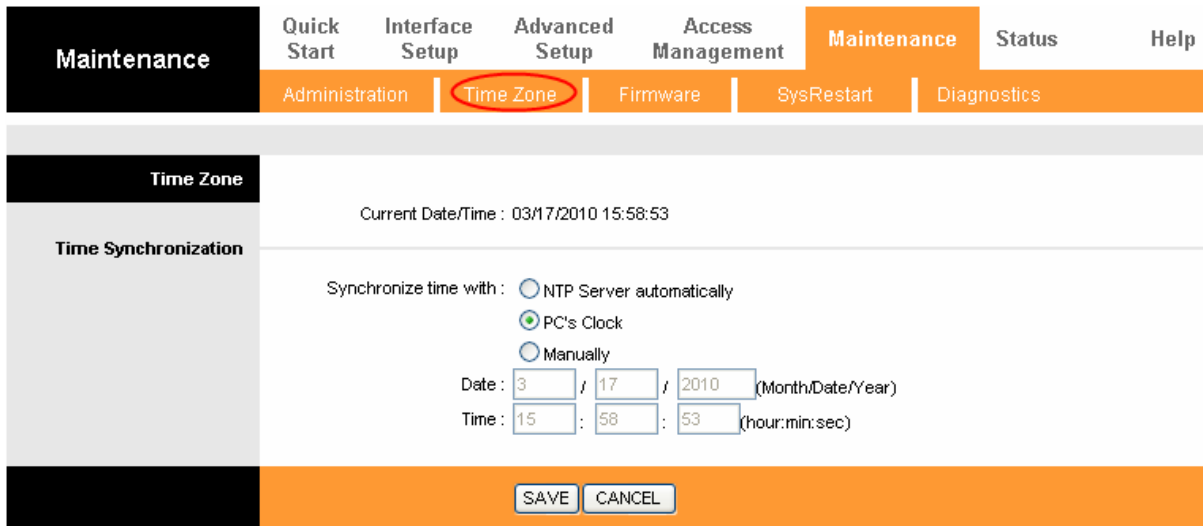 Maintenance
Quick Start
Interface Setup
Advanced Setup
Access Management
Maintenance
Status
Help
Administration
Time Zone
Firmware
SysRestart
Diagnostics
Time Zone
Current Date/Time : 03/17/2010 15:58:53
Time Synchronization
Synchronize time with : NTP Server automatically
PC's Clock
Manually
Date : 3 / 17 / 2010 (Month/Date/Year)
Time : 15 : 58 : 53 (hour:min:sec)
SAVE CANCEL